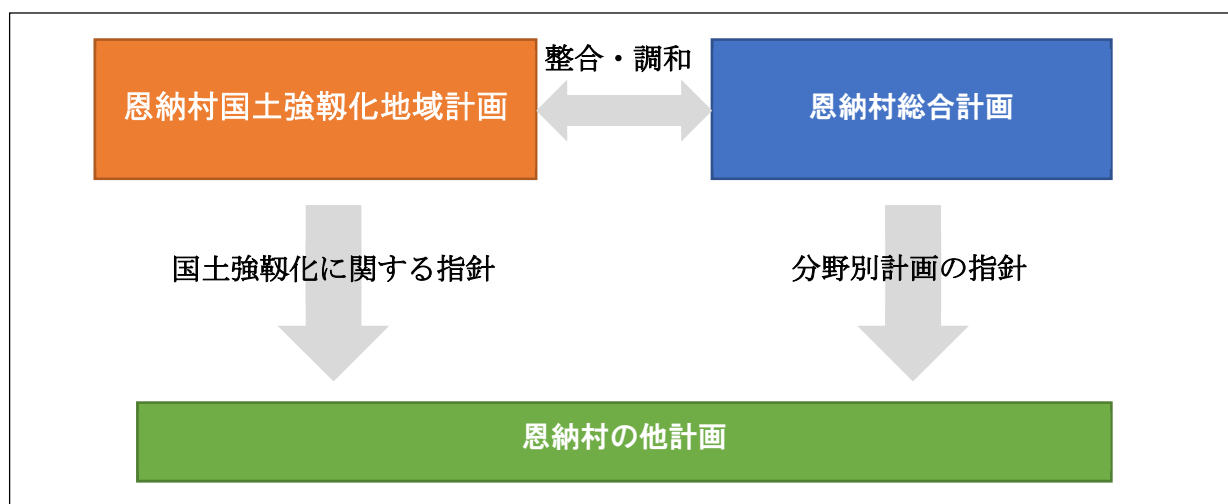 整合・調和
恩納村国土強靱化地域計画
恩納村総合計画
国土強靱化に関する指針
分野別計画の指針
恩納村の他計画